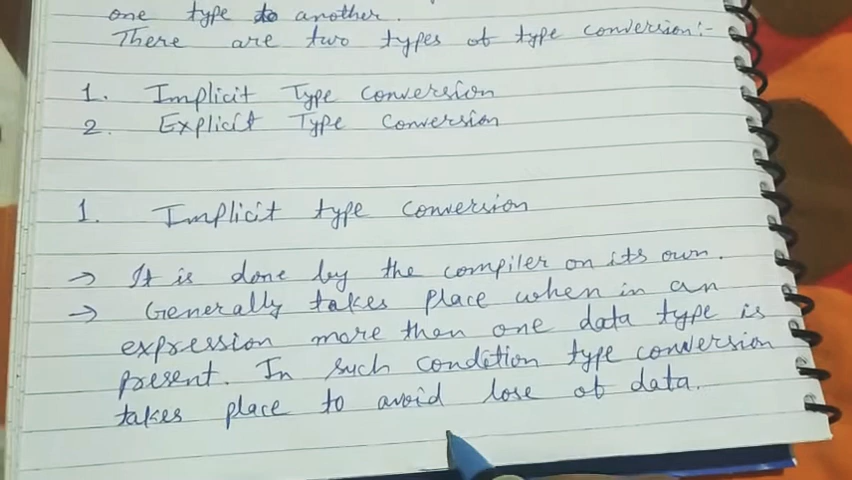 one type to another.
There are two types of type conversion:-
1. Implicit Type Conversion
2. Explicit Type Conversion
1. Implicit type conversion
→ It is done by the compiler on its own.
→ Generally takes place when in an
expression more then one data type is
present. In such condition type conversion
takes place to avoid lose of data.